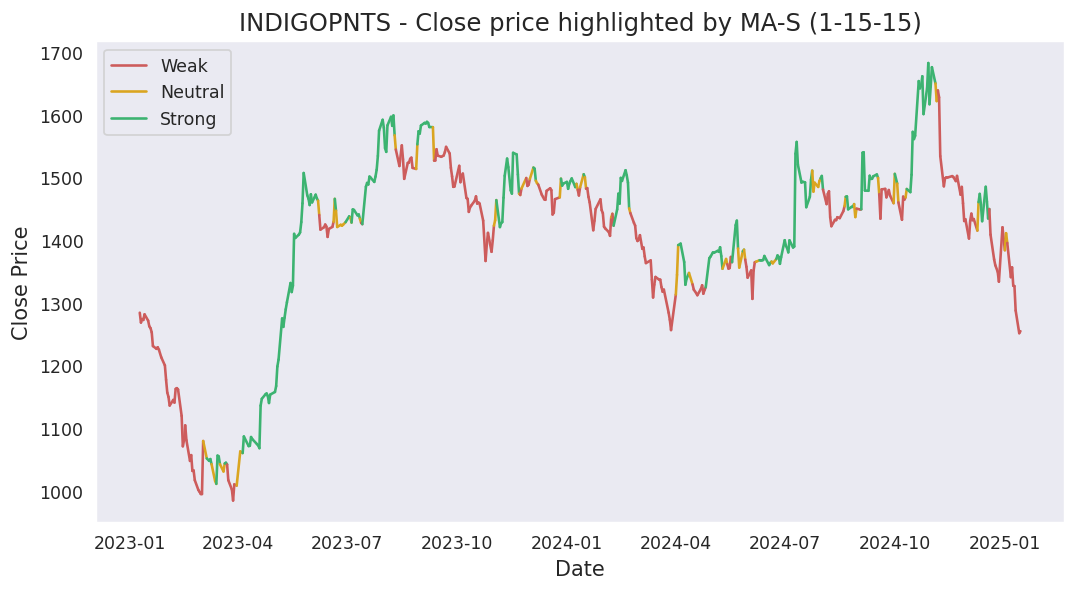 INDIGOPNTS - Close price highlighted by MA-S (1-15-15)
Weak
Neutral
Strong
Close Price
1700
1600
1500
1400
1300
1200
1100
1000
2023-01 2023-04 2023-07 2023-10 2024-01 2024-04 2024-07 2024-10 2025-01
Date